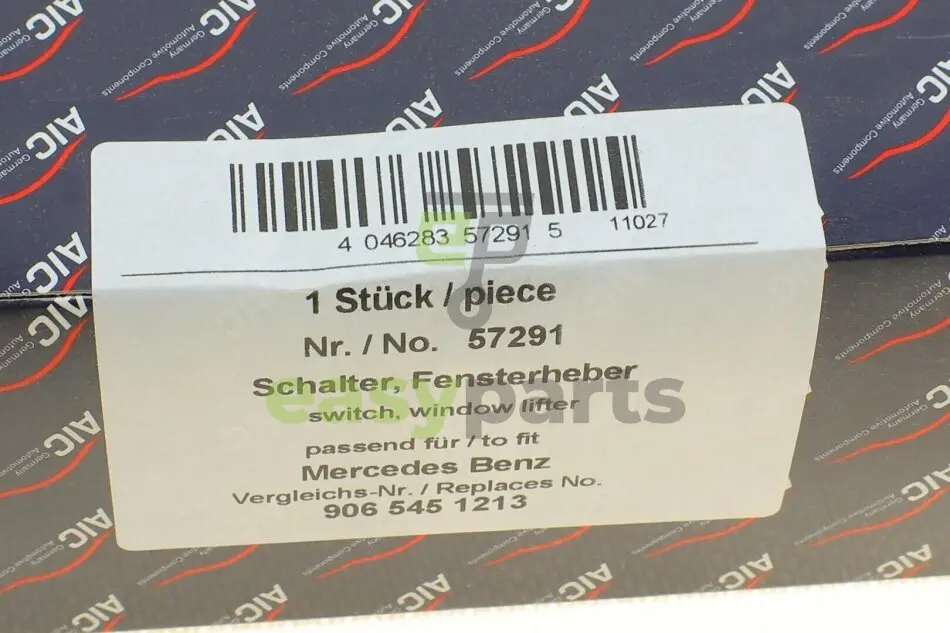 AIC
Germany
Automotive Components
4 046283 57291 5 11027
1 Stück / piece
Nr. / No. 57291
Schalter, Fensterheber
switch, window lifter
passend für / to fit
Mercedes Benz
Vergleichs-Nr. / Replaces No.
906 545 1213
ep
easyparts